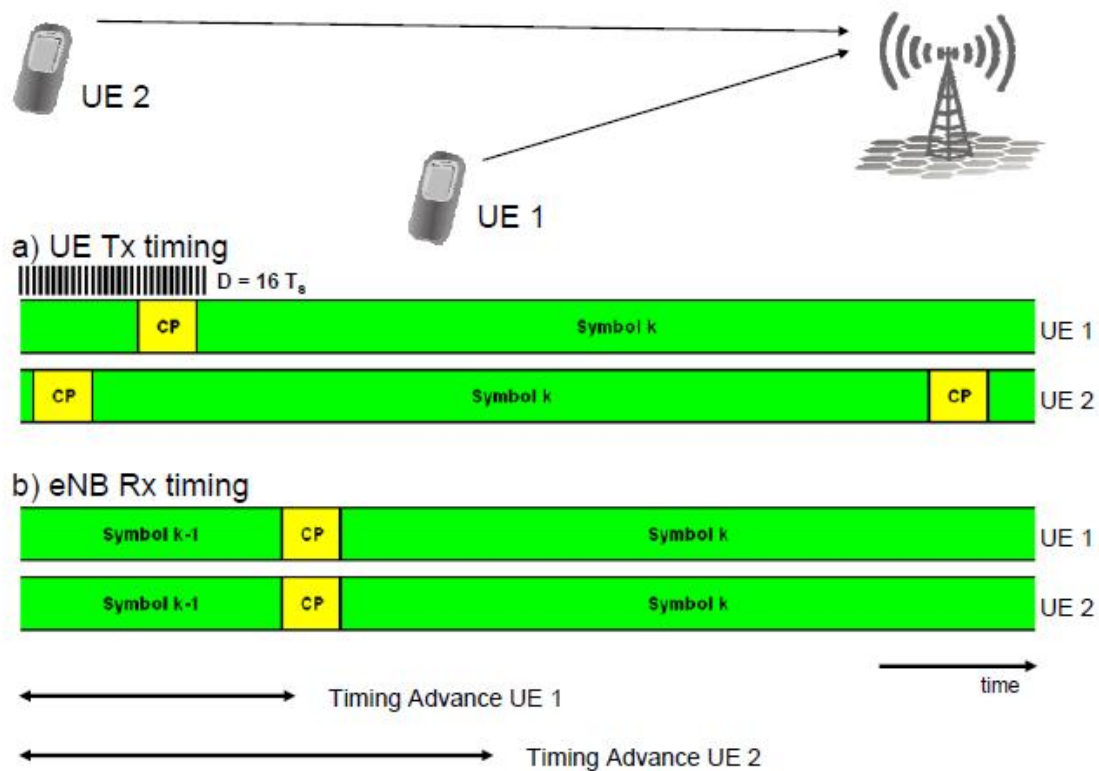 UE 2
UE 1
a) UE Tx timing
D = 16 Ts
CP Symbol k UE 1
CP Symbol k CP UE 2
b) eNB Rx timing
Symbol k-1 CP Symbol k UE 1
Symbol k-1 CP Symbol k UE 2
time
Timing Advance UE 1
Timing Advance UE 2